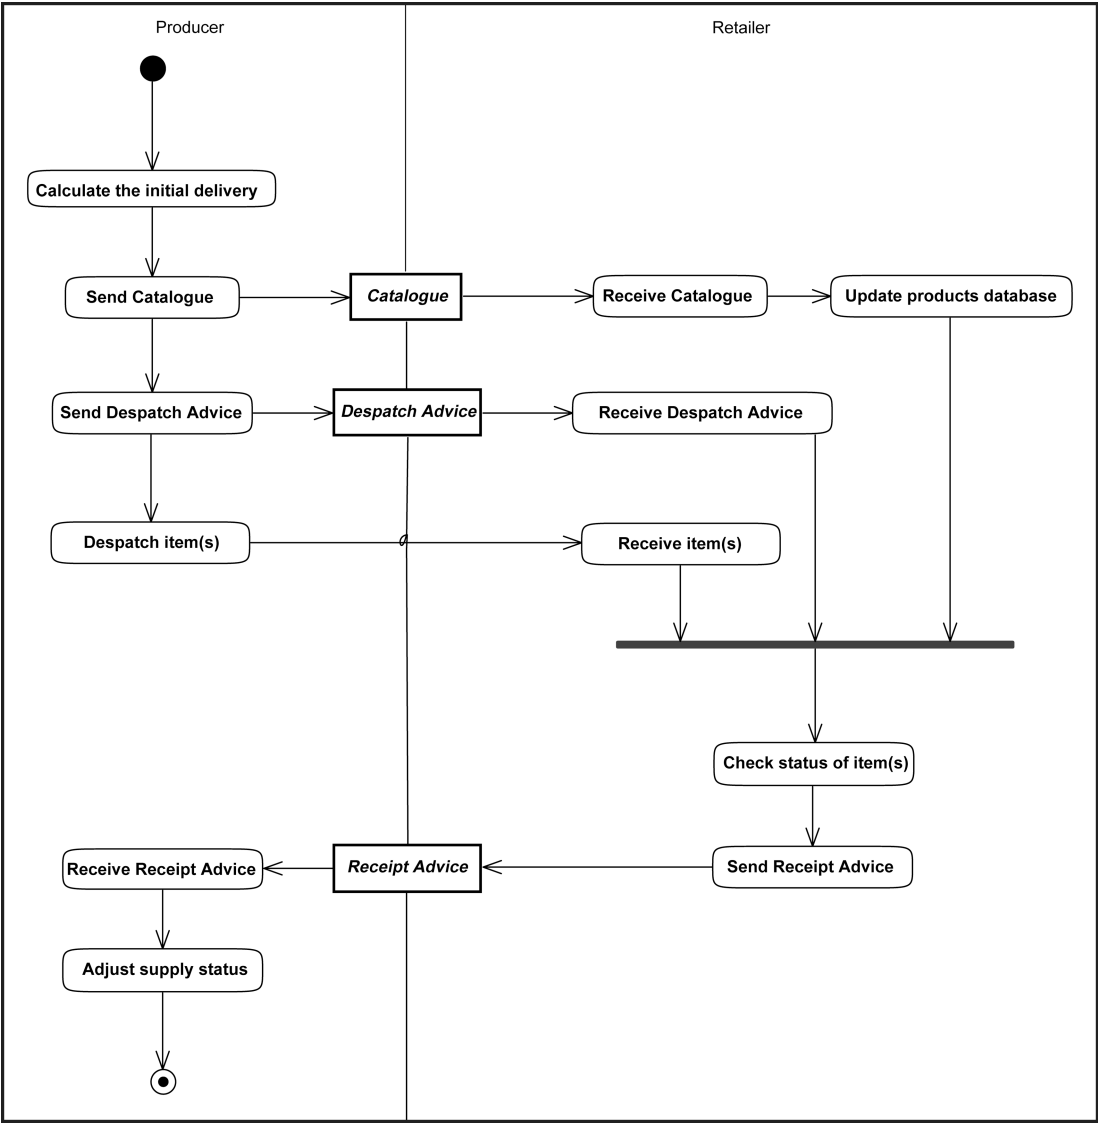 Producer
Retailer
Calculate the initial delivery
Send Catalogue
Catalogue
Receive Catalogue
Update products database
Send Despatch Advice
Despatch Advice
Receive Despatch Advice
Despatch item(s)
Receive item(s)
Check status of item(s)
Receive Receipt Advice
Receipt Advice
Send Receipt Advice
Adjust supply status